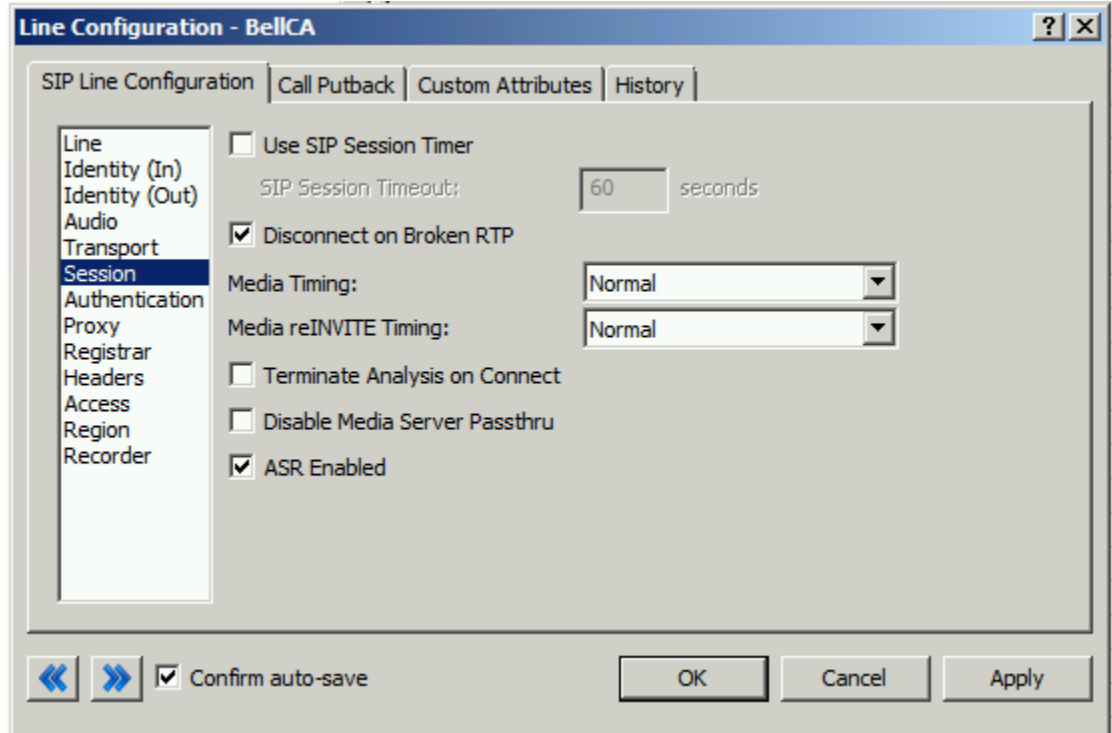 Line Configuration - BellCA
SIP Line Configuration
Call Putback
Custom Attributes
History
Line
Identity (In)
Identity (Out)
Audio
Transport
Session
Authentication
Proxy
Registrar
Headers
Access
Region
Recorder
Use SIP Session Timer
SIP Session Timeout: 60 seconds
Disconnect on Broken RTP
Media Timing: Normal
Media reINVITE Timing: Normal
Terminate Analysis on Connect
Disable Media Server Passthru
ASR Enabled
Confirm auto-save
OK
Cancel
Apply